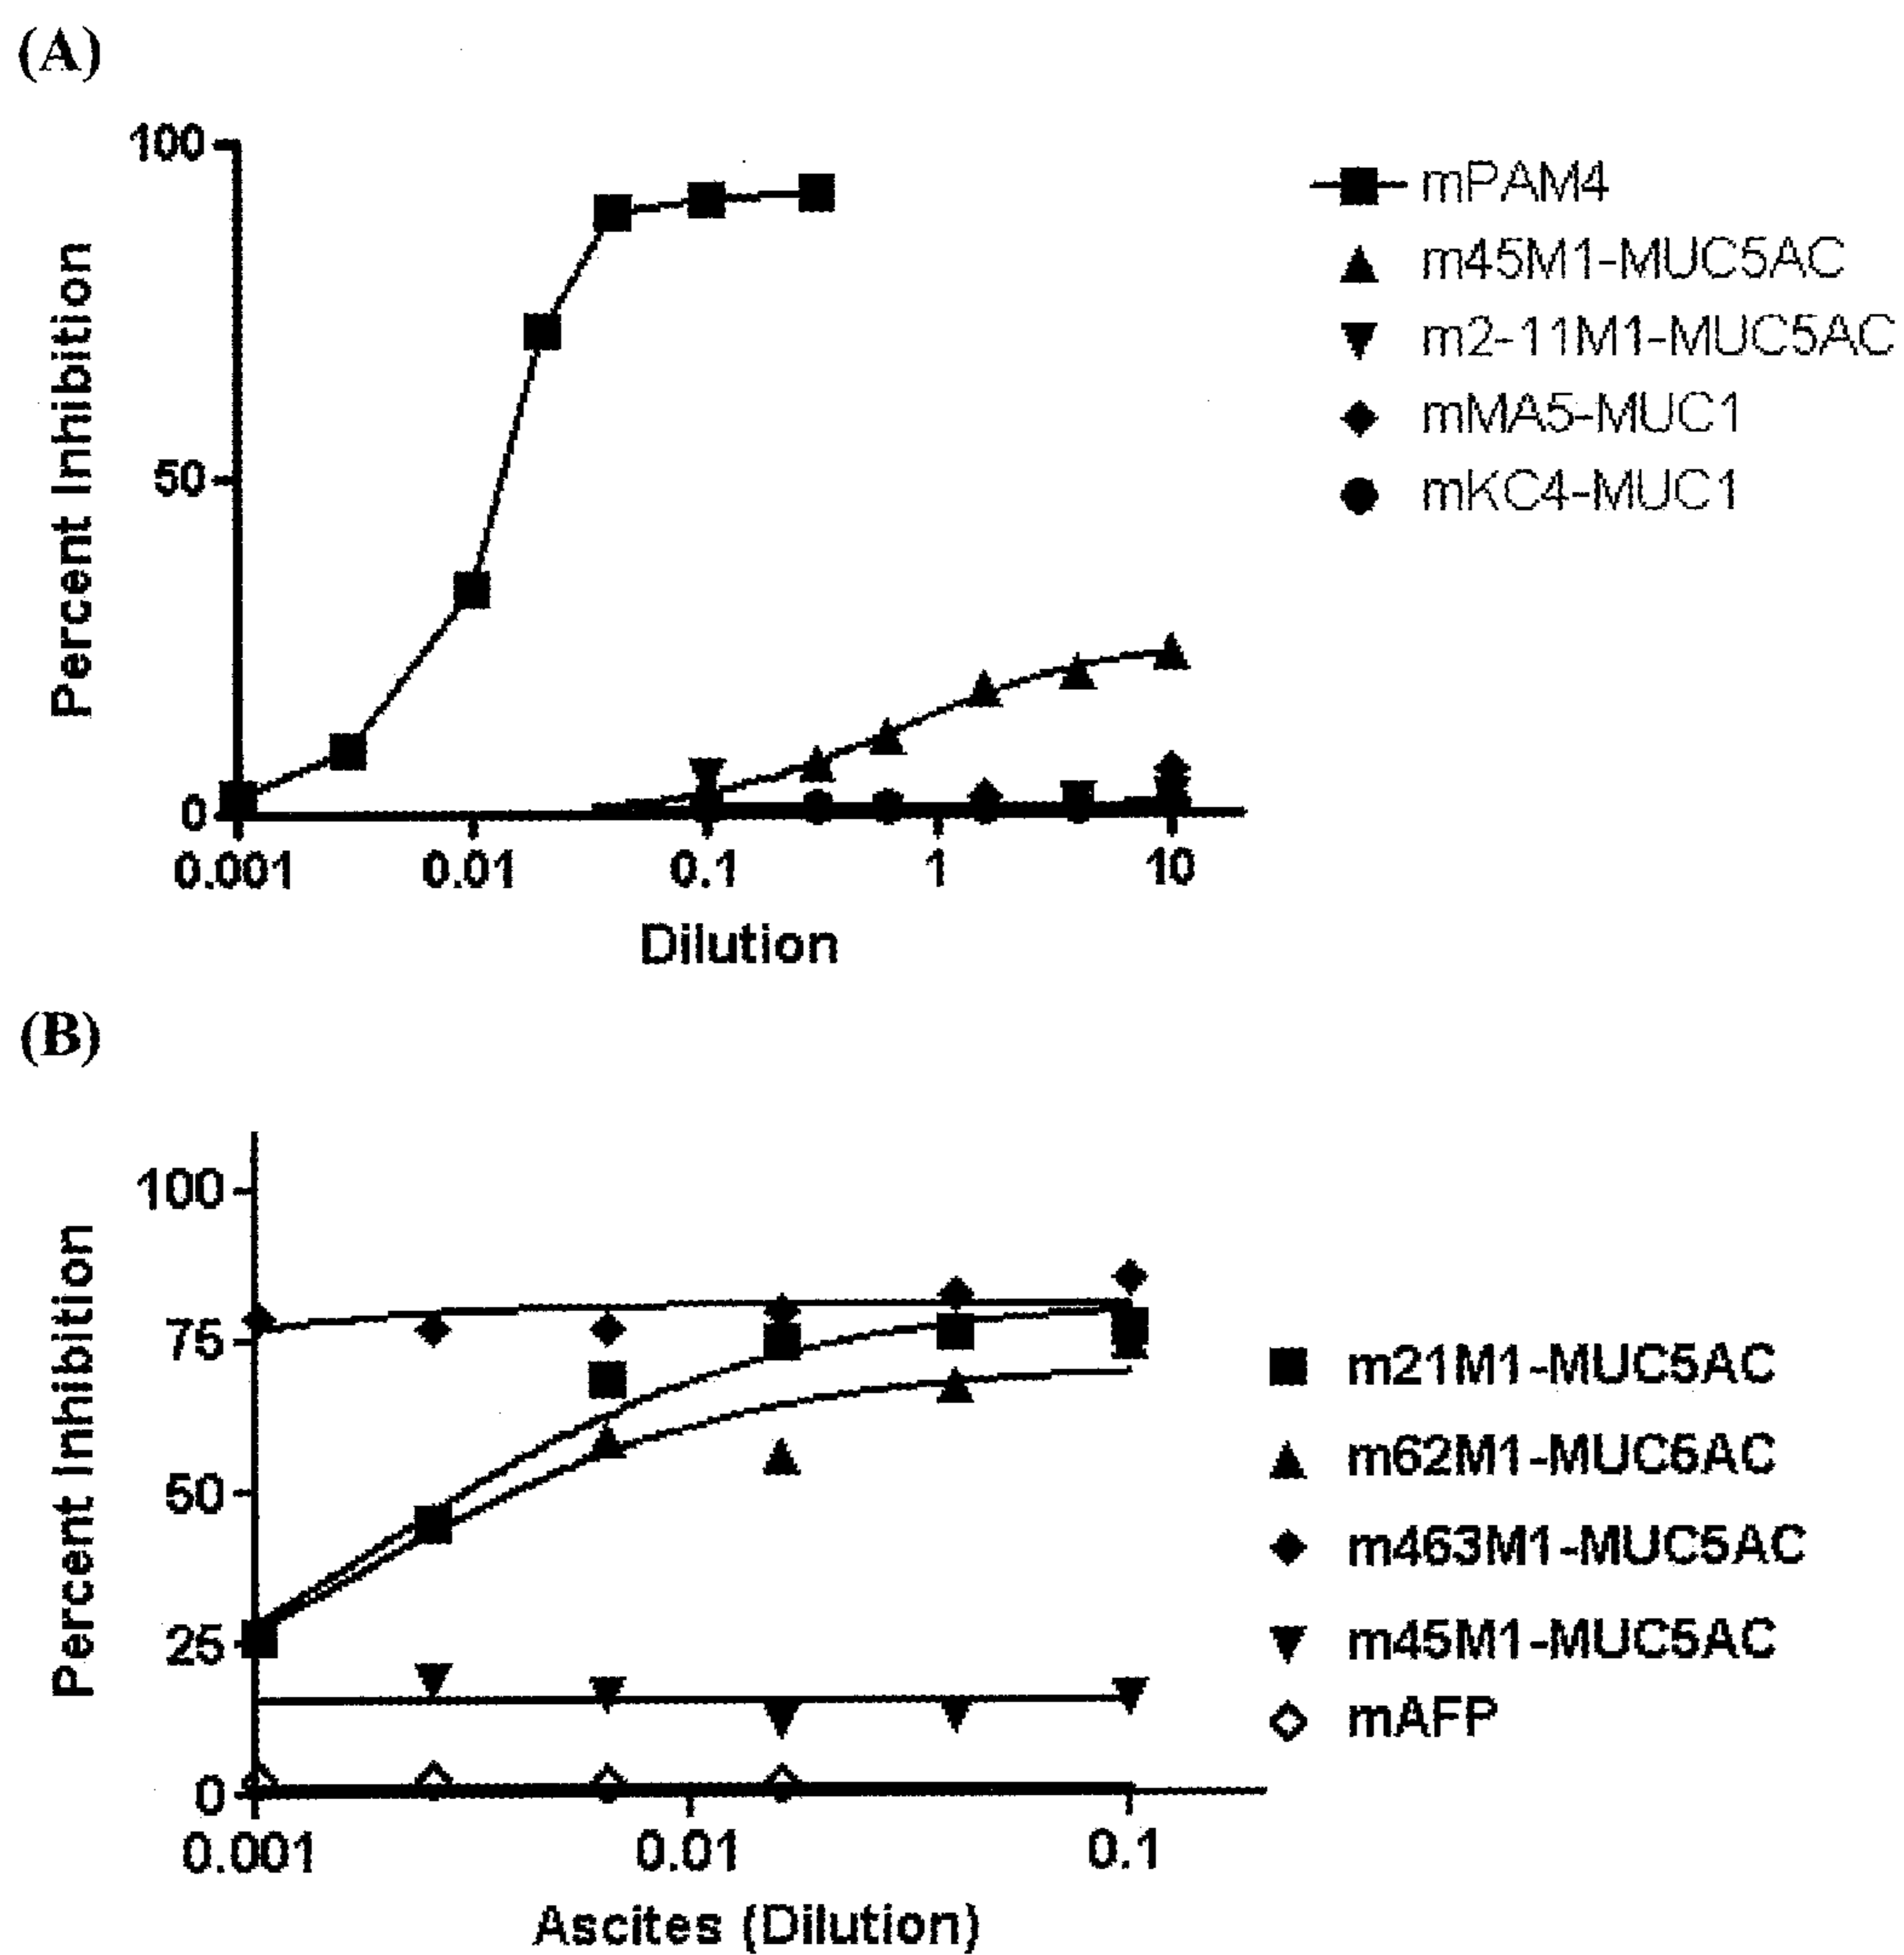 (A)
100
50
0
Percent Inhibition
0.001
0.01
0.1
1
10
Dilution
mPAM4
m45M1-MUC5AC
m2-11M1-MUC5AC
mMA5-MUC1
mKC4-MUC1
(B)
100
75
50
25
0
Percent Inhibition
0.001
0.01
0.1
Ascites (Dilution)
m21M1-MUC5AC
m62M1-MUC5AC
m463M1-MUC5AC
m45M1-MUC5AC
mAFP